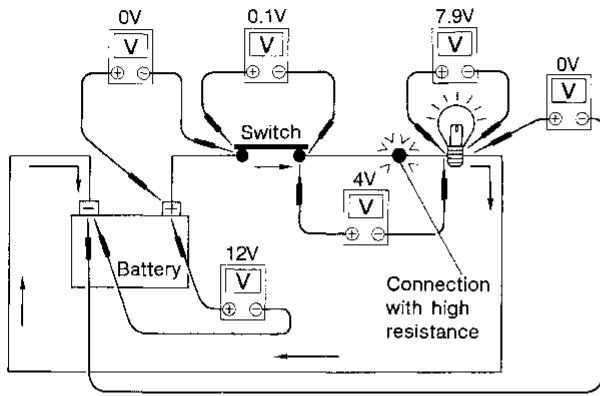 0V
0.1V
7.9V
0V
V
V
V
V
+ −
+ −
+ −
+ −
Switch
4V
V
+ −
− +
Battery
12V
V
+ −
Connection
with high
resistance